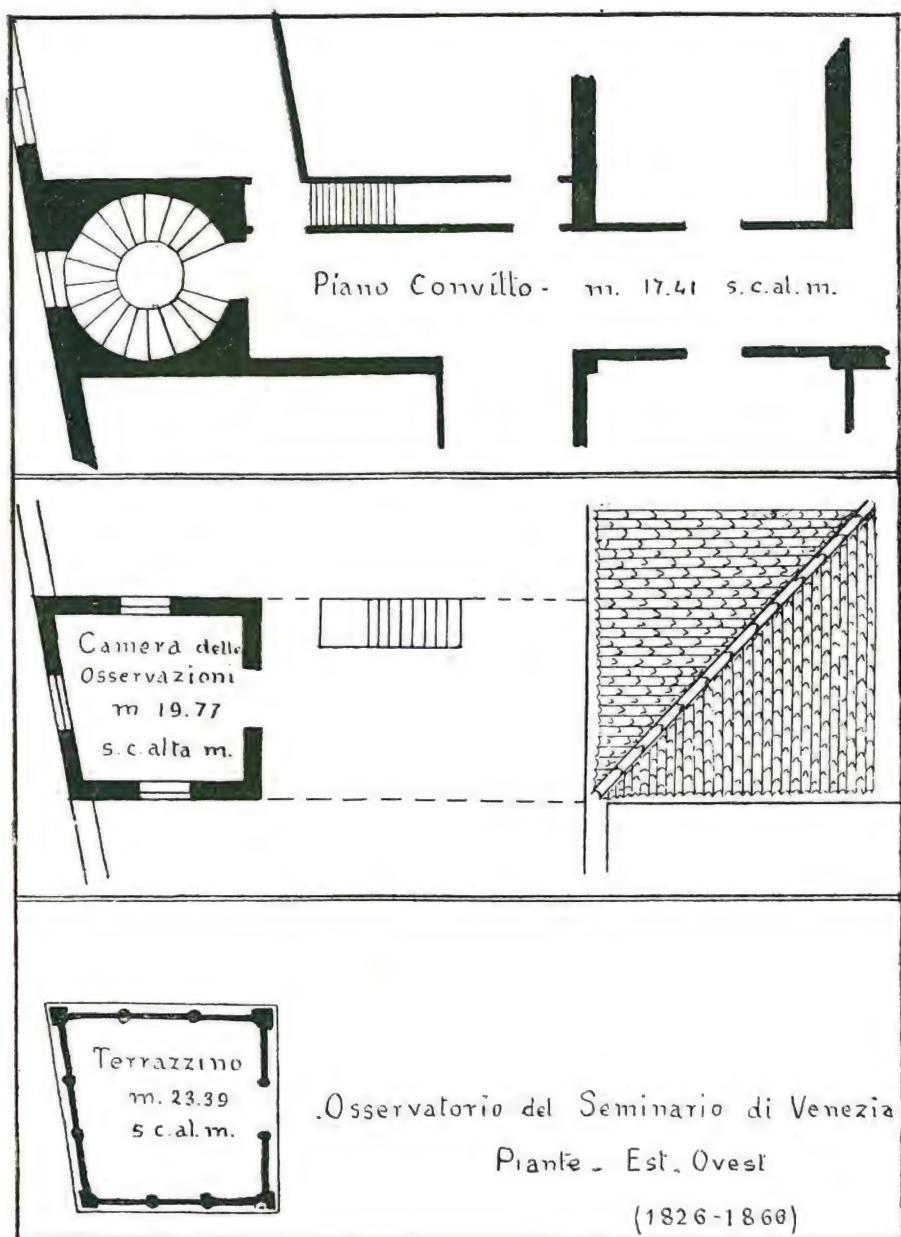 Piano Convitto - m. 17.41 s.c.al.m.
Camera delle
Osservazioni
m 19.77
s.c.alta m.
Terrazzino
m. 23.39
s c.al.m.
.Osservatorio del Seminario di Venezia
Piante - Est. Ovest
(1826-1866)